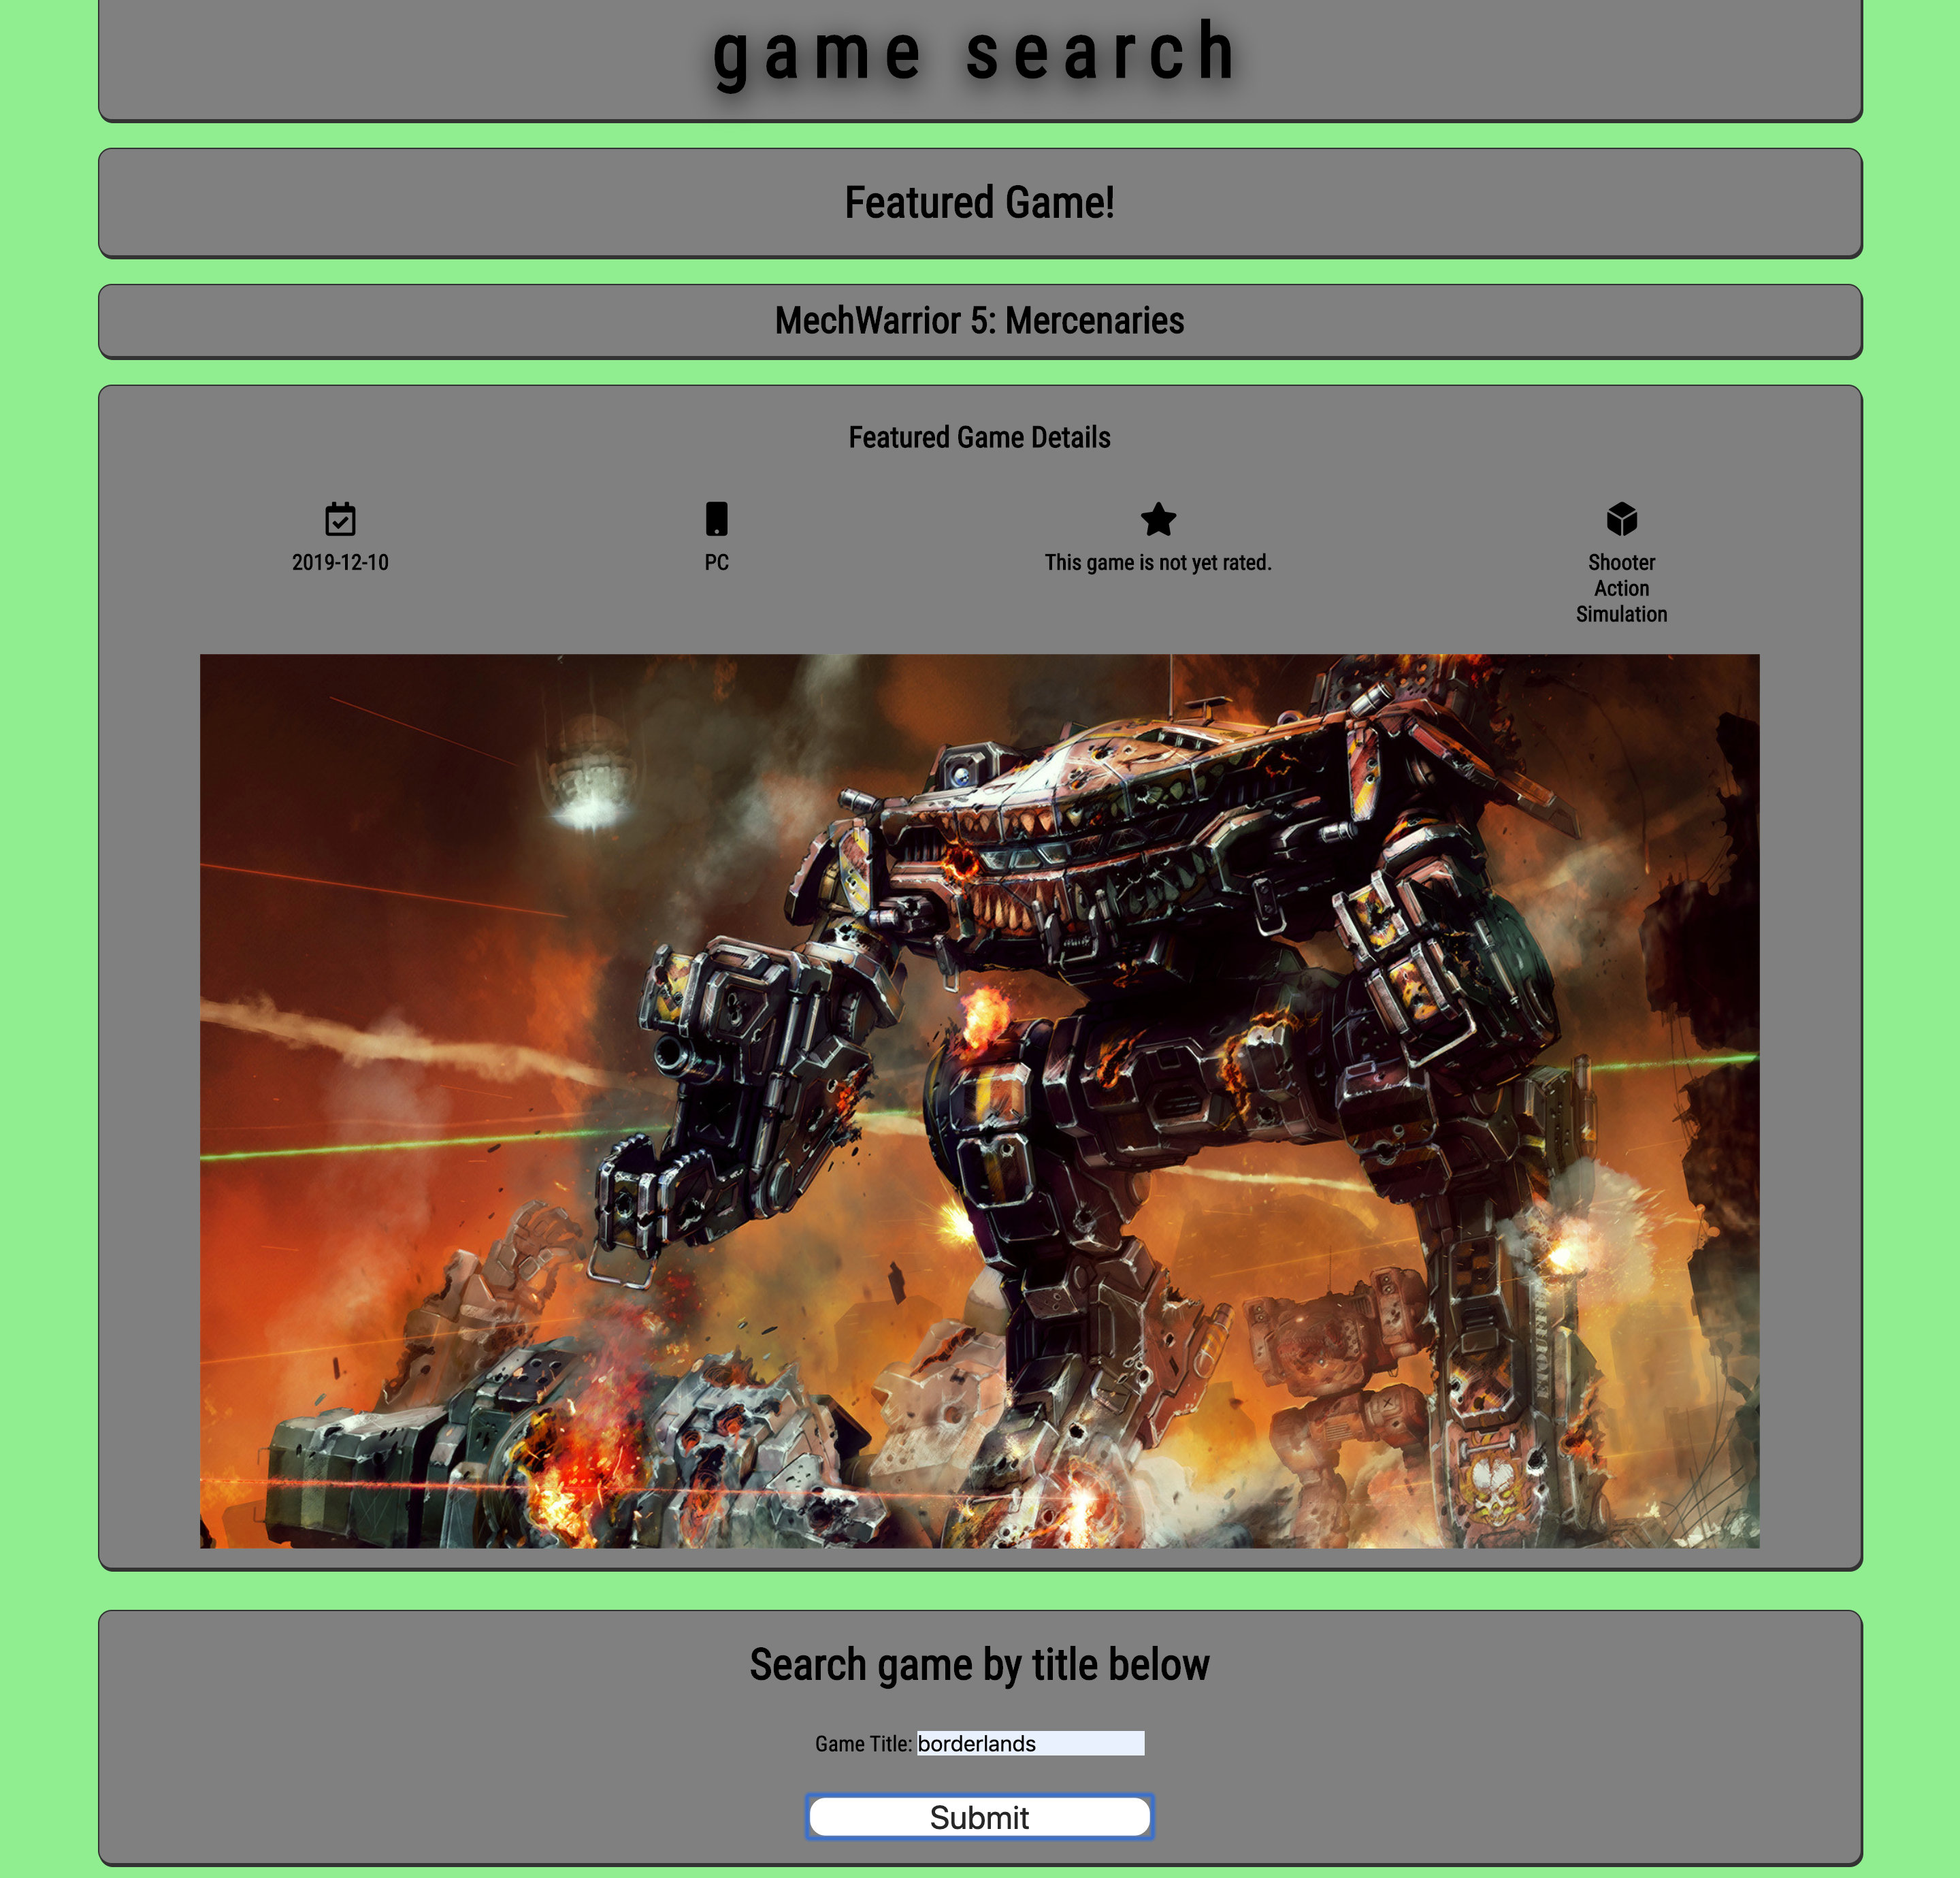 game search
Featured Game!
MechWarrior 5: Mercenaries
Featured Game Details
2019-12-10
PC
This game is not yet rated.
Shooter
Action
Simulation
Search game by title below
Game Title: borderlands
Submit